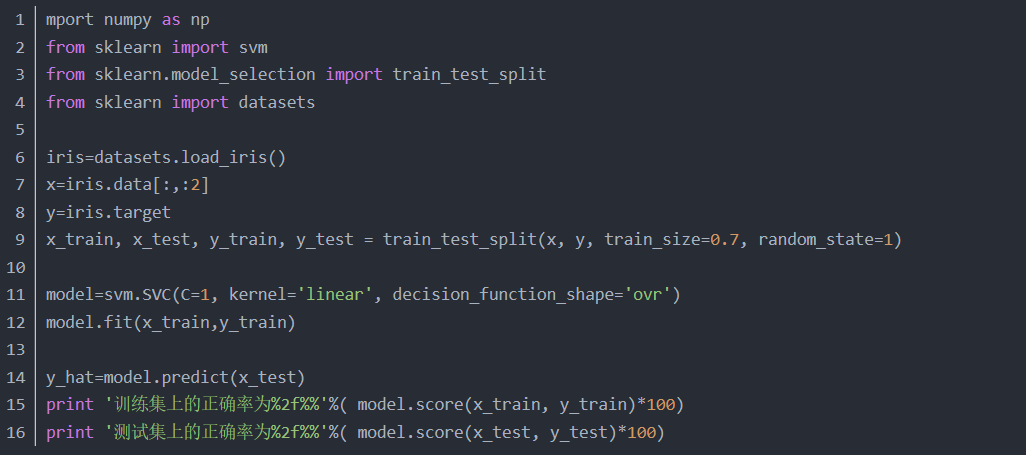 1 mport numpy as np
2 from sklearn import svm
3 from sklearn.model_selection import train_test_split
4 from sklearn import datasets
5
6 iris=datasets.load_iris()
7 x=iris.data[:,:2]
8 y=iris.target
9 x_train, x_test, y_train, y_test = train_test_split(x, y, train_size=0.7, random_state=1)
10
11 model=svm.SVC(C=1, kernel='linear', decision_function_shape='ovr')
12 model.fit(x_train,y_train)
13
14 y_hat=model.predict(x_test)
15 print '训练集上的正确率为%2f%%'%( model.score(x_train, y_train)*100)
16 print '测试集上的正确率为%2f%%'%( model.score(x_test, y_test)*100)